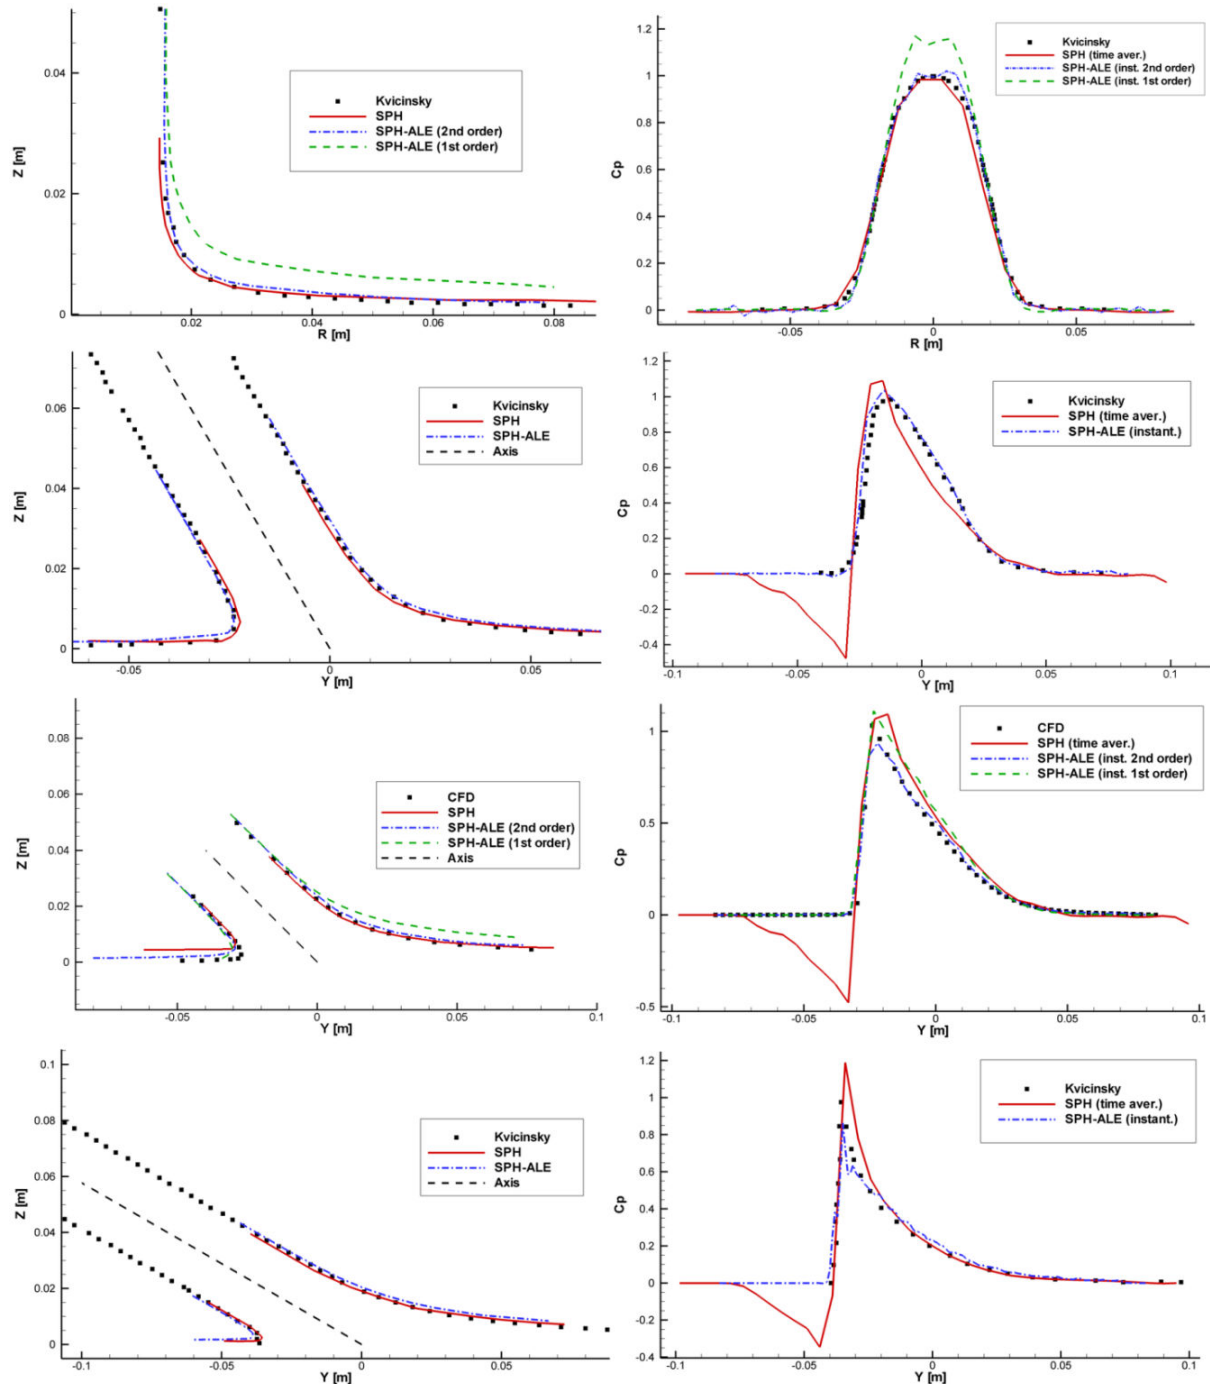 Z [m]
0.04
0.02
0
0.02
0.04
0.06
0.08
R [m]
Kvicinsky
SPH
SPH-ALE (2nd order)
SPH-ALE (1st order)
Cp
1.2
1
0.8
0.6
0.4
0.2
0
-0.05
0
0.05
R [m]
Kvicinsky
SPH (time aver.)
SPH-ALE (inst. 2nd order)
SPH-ALE (inst. 1st order)
Z [m]
0.06
0.04
0.02
0
-0.05
0
0.05
Y [m]
Kvicinsky
SPH
SPH-ALE
Axis
Cp
1.2
1
0.8
0.6
0.4
0.2
0
-0.2
-0.4
-0.1
-0.05
0
0.05
0.1
Y [m]
Kvicinsky
SPH (time aver.)
SPH-ALE (instant.)
Z [m]
0.08
0.06
0.04
0.02
0
-0.05
0
0.05
0.1
Y [m]
CFD
SPH
SPH-ALE (2nd order)
SPH-ALE (1st order)
Axis
Cp
1
0.5
0
-0.5
-0.1
-0.05
0
0.05
0.1
Y [m]
CFD
SPH (time aver.)
SPH-ALE (inst. 2nd order)
SPH-ALE (inst. 1st order)
Z [m]
0.1
0.08
0.06
0.04
0.02
0
-0.1
-0.05
0
0.05
Y [m]
Kvicinsky
SPH
SPH-ALE
Axis
Cp
1.2
1
0.8
0.6
0.4
0.2
0
-0.2
-0.4
-0.1
-0.05
0
0.05
0.1
Y [m]
Kvicinsky
SPH (time aver.)
SPH-ALE (instant.)